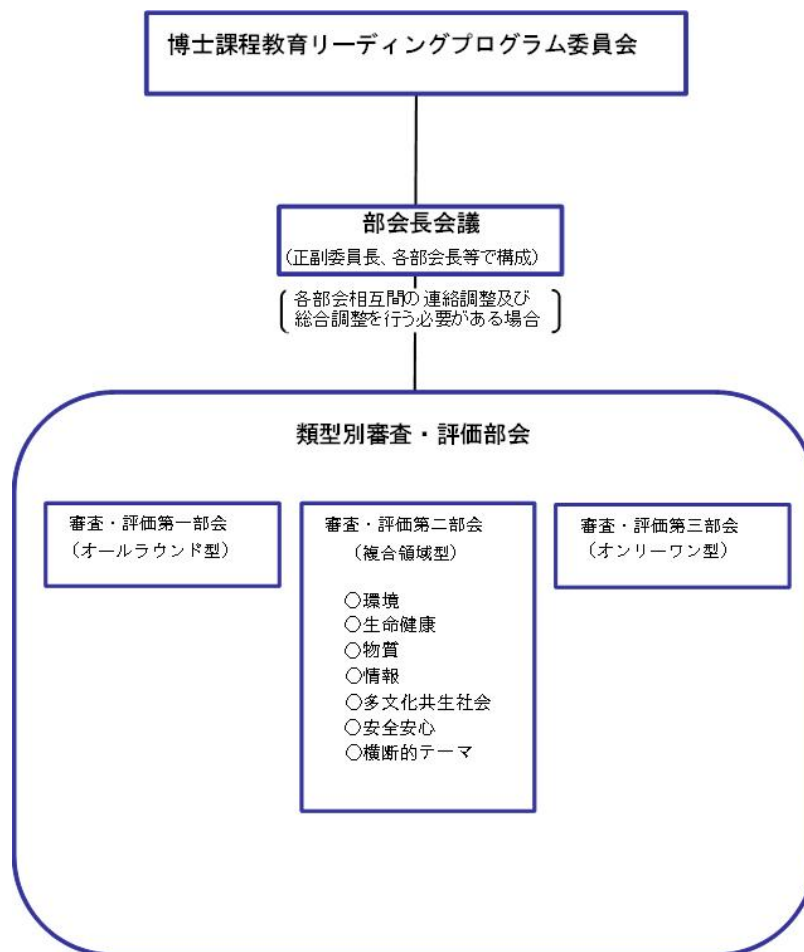 博士課程教育リーディングプログラム委員会
部会長会議
(正副委員長、各部会長等で構成)
各部会相互間の連絡調整及び
総合調整を行う必要がある場合
類型別審査・評価部会
審査・評価第一部会
(オールラウンド型)
審査・評価第二部会
(複合領域型)
○環境
○生命健康
○物質
○情報
○多文化共生社会
○安全安心
○横断的テーマ
審査・評価第三部会
(オンリーワン型)